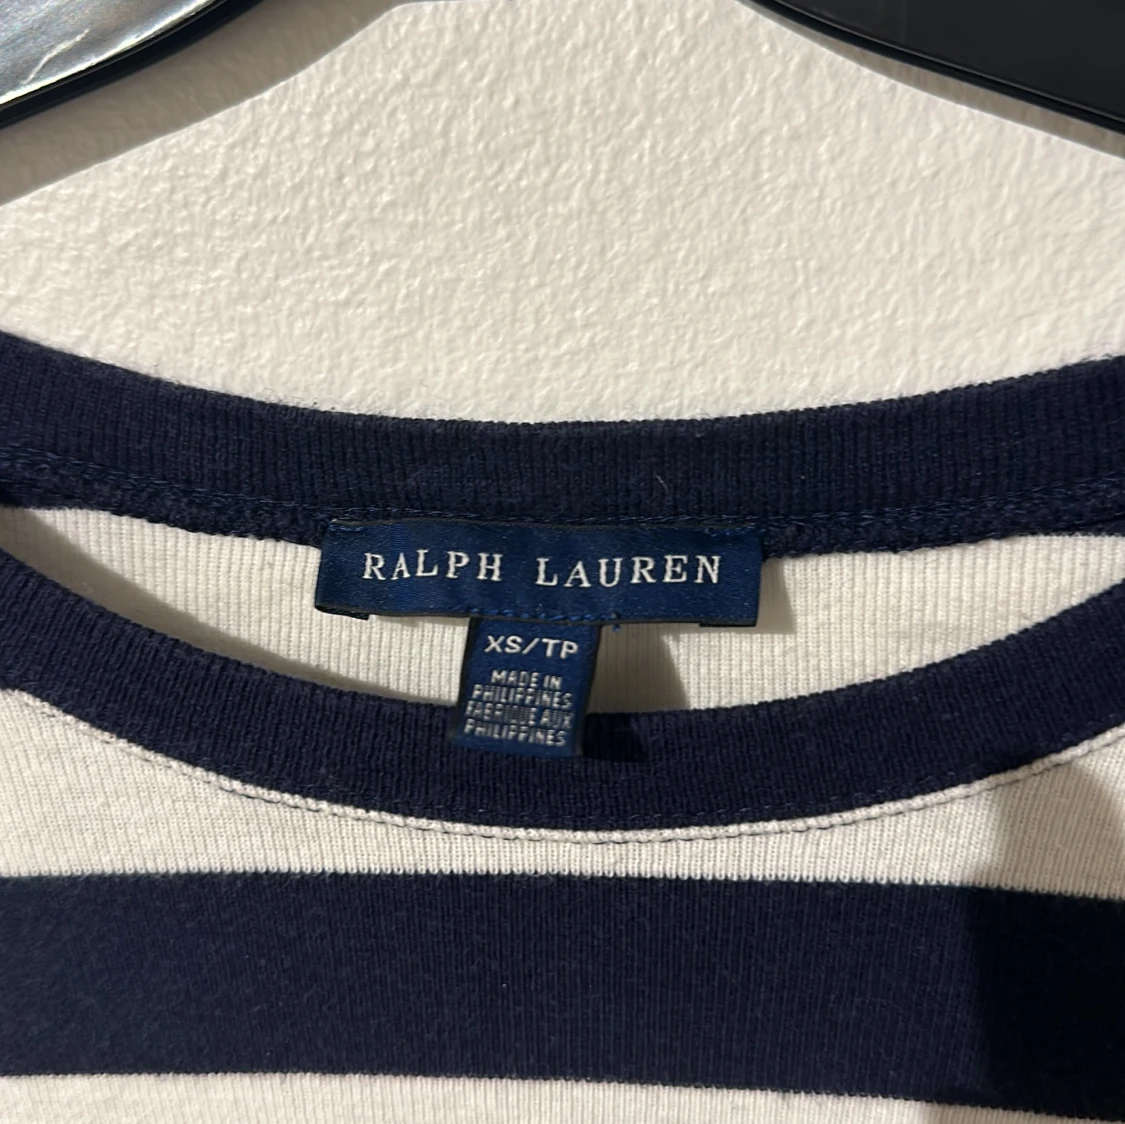 RALPH LAUREN
XS/TP
MADE IN
PHILIPPINES
FABRIQUE AUX
PHILIPPINES